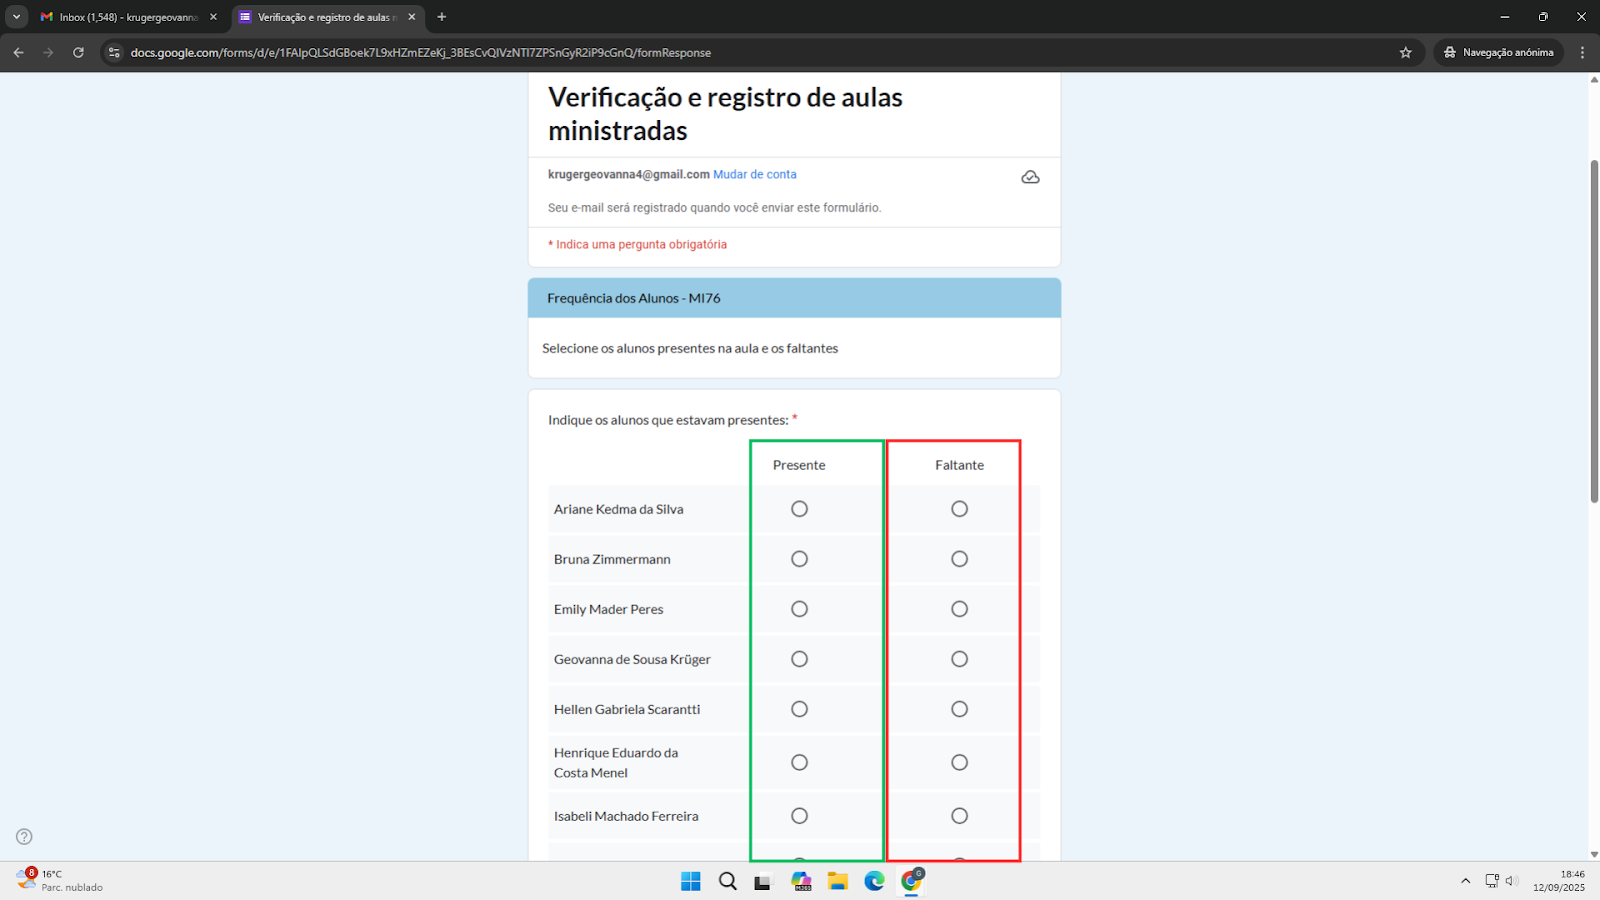 Inbox (1,548) - krugergeovanna
Verificação e registro de aulas
docs.google.com/forms/d/e/1FAIpQLSdGBoek7L9xHZmEZeKj_3BEsCvQIVzNTI7ZPSnGyR2iP9cGnQ/formResponse
Navegação anónima
Verificação e registro de aulas
ministradas
krugergeovanna4@gmail.com Mudar de conta
Seu e-mail será registrado quando você enviar este formulário.
* Indica uma pergunta obrigatória
Frequência dos Alunos - MI76
Selecione os alunos presentes na aula e os faltantes
Indique os alunos que estavam presentes: *
Presente Faltante
Ariane Kedma da Silva
Bruna Zimmermann
Emily Mader Peres
Geovanna de Sousa Krüger
Hellen Gabriela Scarantti
Henrique Eduardo da
Costa Menel
Isabeli Machado Ferreira
8
16°C
Parc. nublado
M365
G
18:46
12/09/2025